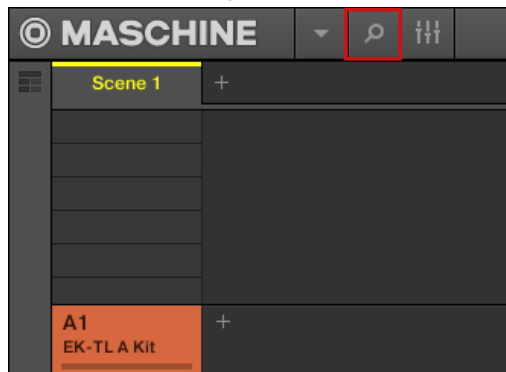 MASCHINE
Scene 1
+
A1
+
EK-TL A Kit